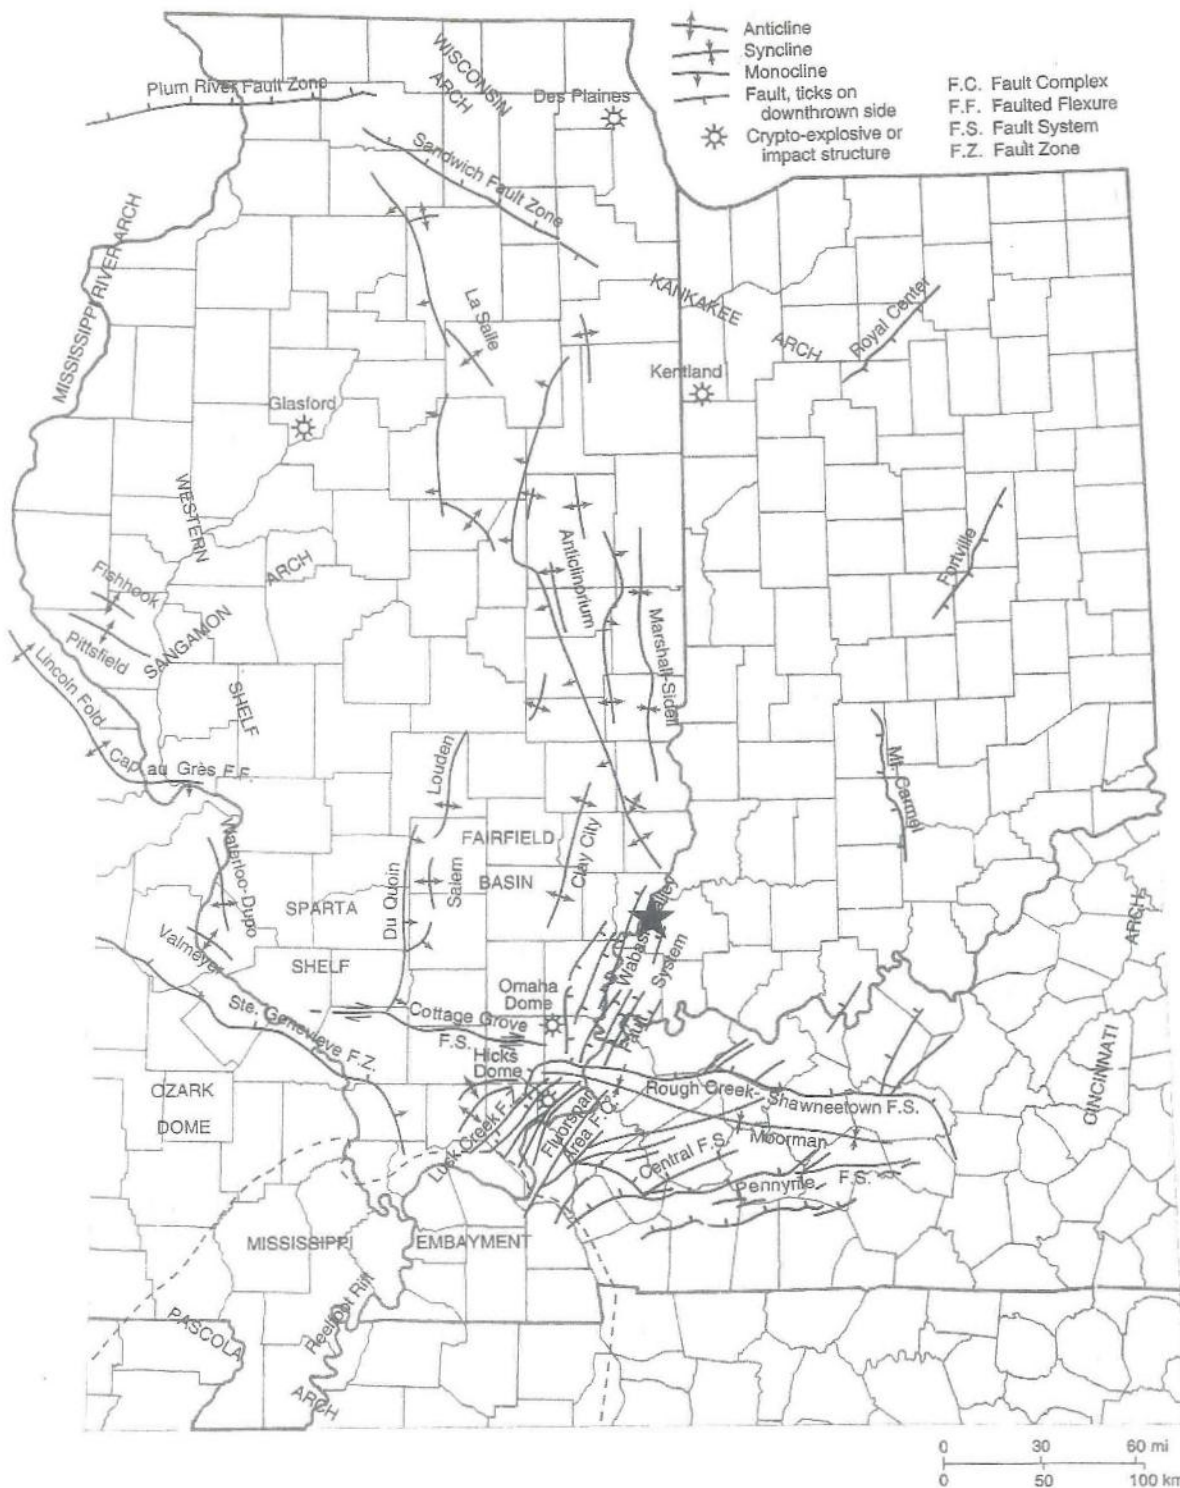 Anticline
Syncline
Monocline
Fault, ticks on
downthrown side
Crypto-explosive or
impact structure
F.C. Fault Complex
F.F. Faulted Flexure
F.S. Fault System
F.Z. Fault Zone
WISCONSIN
ARCH
Plum River Fault Zone
Des Plaines
Sandwich Fault Zone
MISSISSIPPI RIVER ARCH
KANKAKEE
ARCH
La Salle
Royal Center
Kentland
Glasford
WESTERN
Anticlinorium
Fortville
Fishhook
ARCH
SANGAMON
Pittsfield
Lincoln Fold
Marshall-Sidell
SHELF
Cap au Grès F.F.
Louden
Mt. Carmel
Waterloo-Dupo
FAIRFIELD
BASIN
Clay City
Du Quoin
Salem
SPARTA
SHELF
Valmeyer
Wabash Valley
Fault
System
ARCH
CINCINNATI
Omaha
Dome
Ste. Genevieve F.Z.
Cottage Grove
F.S.
Hicks
Dome
OZARK
DOME
Rough Creek-Shawneetown F.S.
Lusk Creek F.Z.
Fluorspar
Area F.C.
Moorman
Central F.S.
Pennyrile F.S.
MISSISSIPPI EMBAYMENT
Reelfoot Rift
PASCOLA
ARCH
0 30 60 mi
0 50 100 km